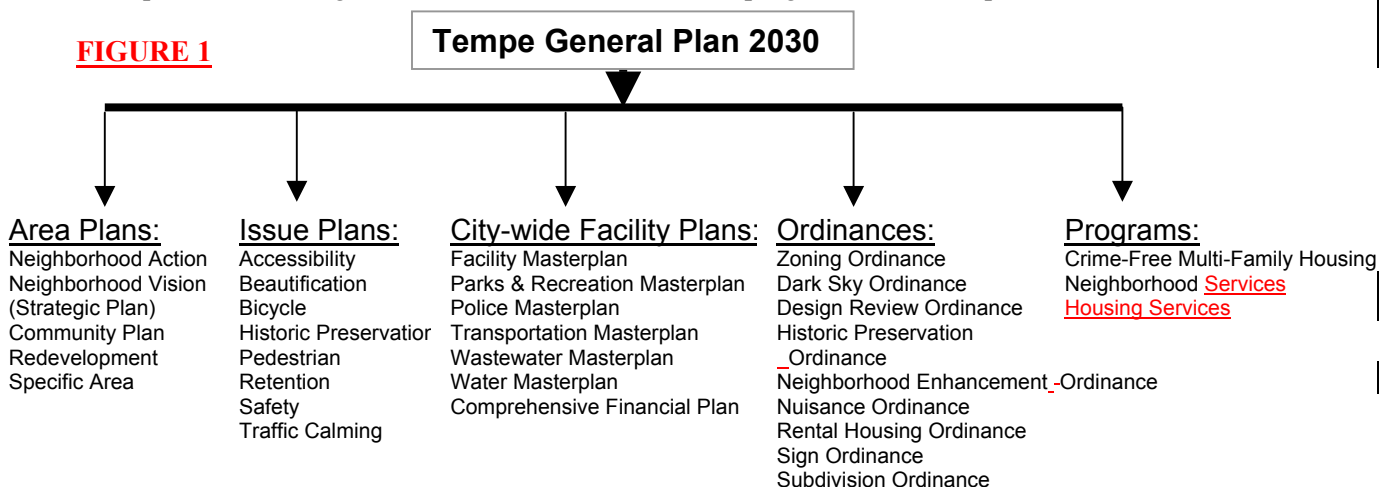 FIGURE 1
Tempe General Plan 2030
Area Plans:
Neighborhood Action
Neighborhood Vision
(Strategic Plan)
Community Plan
Redevelopment
Specific Area
Issue Plans:
Accessibility
Beautification
Bicycle
Historic Preservation
Pedestrian
Retention
Safety
Traffic Calming
City-wide Facility Plans:
Facility Masterplan
Parks & Recreation Masterplan
Police Masterplan
Transportation Masterplan
Wastewater Masterplan
Water Masterplan
Comprehensive Financial Plan
Ordinances:
Zoning Ordinance
Dark Sky Ordinance
Design Review Ordinance
Historic Preservation
_Ordinance
Neighborhood Enhancement_-Ordinance
Nuisance Ordinance
Rental Housing Ordinance
Sign Ordinance
Subdivision Ordinance
Programs:
Crime-Free Multi-Family Housing
Neighborhood Services
Housing Services